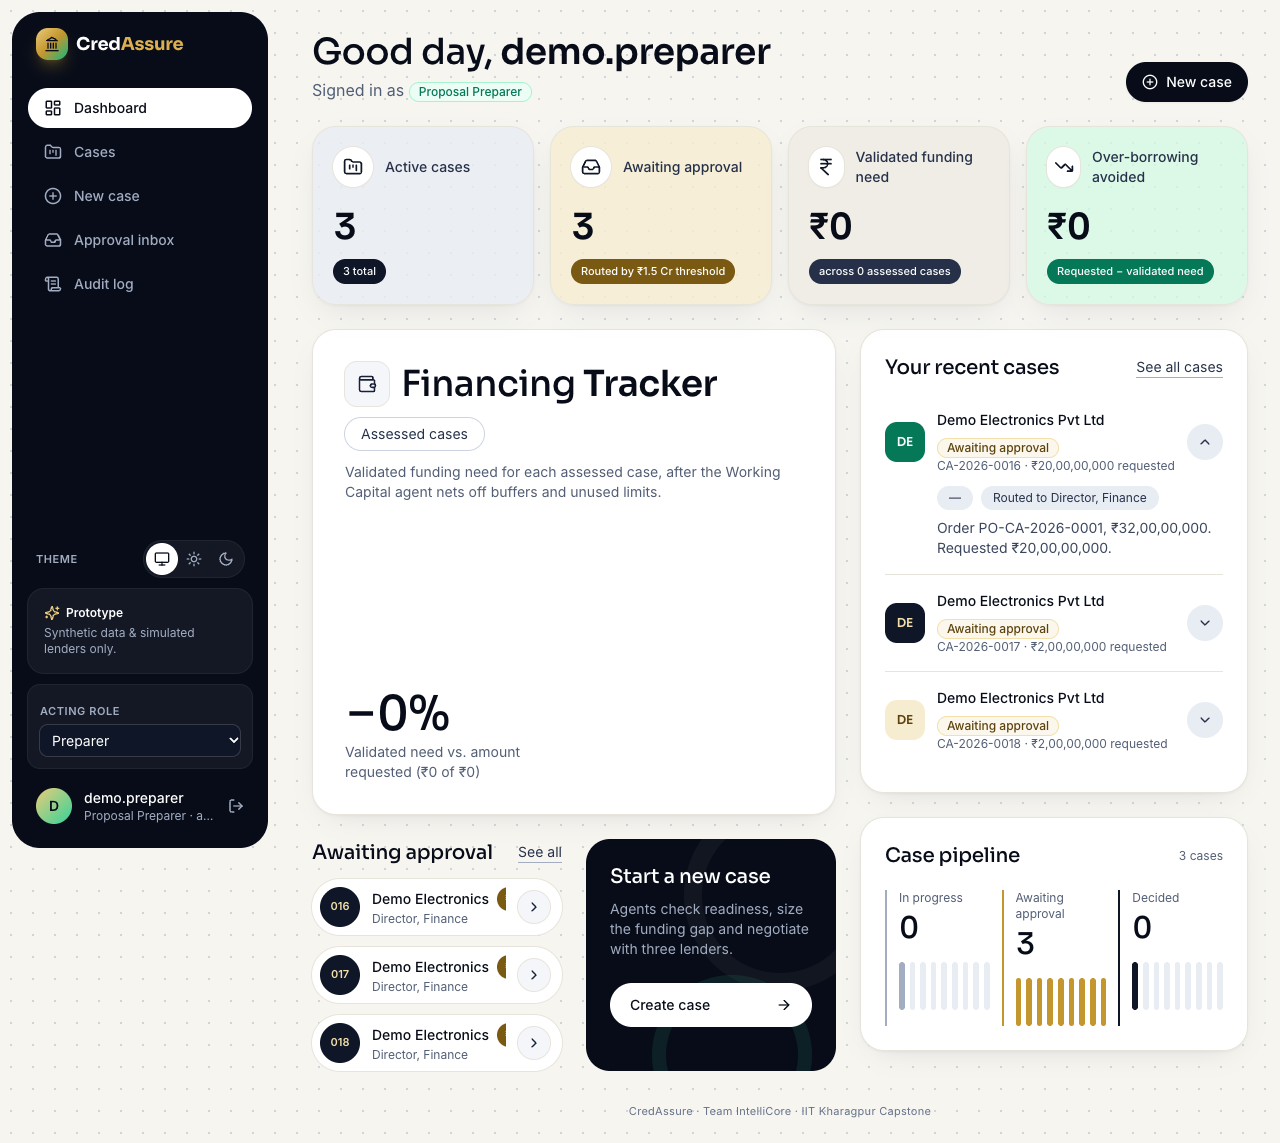 CredAssure
Dashboard
Cases
New case
Approval inbox
Audit log
THEME
Prototype
Synthetic data & simulated
lenders only.
ACTING ROLE
Preparer
D
demo.preparer
Proposal Preparer · a...
Good day, demo.preparer
Signed in as Proposal Preparer
New case
Active cases
3
3 total
Awaiting approval
3
Routed by ₹1.5 Cr threshold
Validated funding
need
₹0
across 0 assessed cases
Over-borrowing
avoided
₹0
Requested − validated need
Financing Tracker
Assessed cases
Validated funding need for each assessed case, after the Working
Capital agent nets off buffers and unused limits.
−0%
Validated need vs. amount
requested (₹0 of ₹0)
Your recent cases
See all cases
DE
Demo Electronics Pvt Ltd
Awaiting approval
CA-2026-0016 · ₹20,00,00,000 requested
—
Routed to Director, Finance
Order PO-CA-2026-0001, ₹32,00,00,000.
Requested ₹20,00,00,000.
DE
Demo Electronics Pvt Ltd
Awaiting approval
CA-2026-0017 · ₹2,00,00,000 requested
DE
Demo Electronics Pvt Ltd
Awaiting approval
CA-2026-0018 · ₹2,00,00,000 requested
Awaiting approval
See all
016
Demo Electronics
Director, Finance
017
Demo Electronics
Director, Finance
018
Demo Electronics
Director, Finance
Start a new case
Agents check readiness, size
the funding gap and negotiate
with three lenders.
Create case
Case pipeline
3 cases
In progress
0
Awaiting
approval
3
Decided
0
CredAssure · Team IntelliCore · IIT Kharagpur Capstone